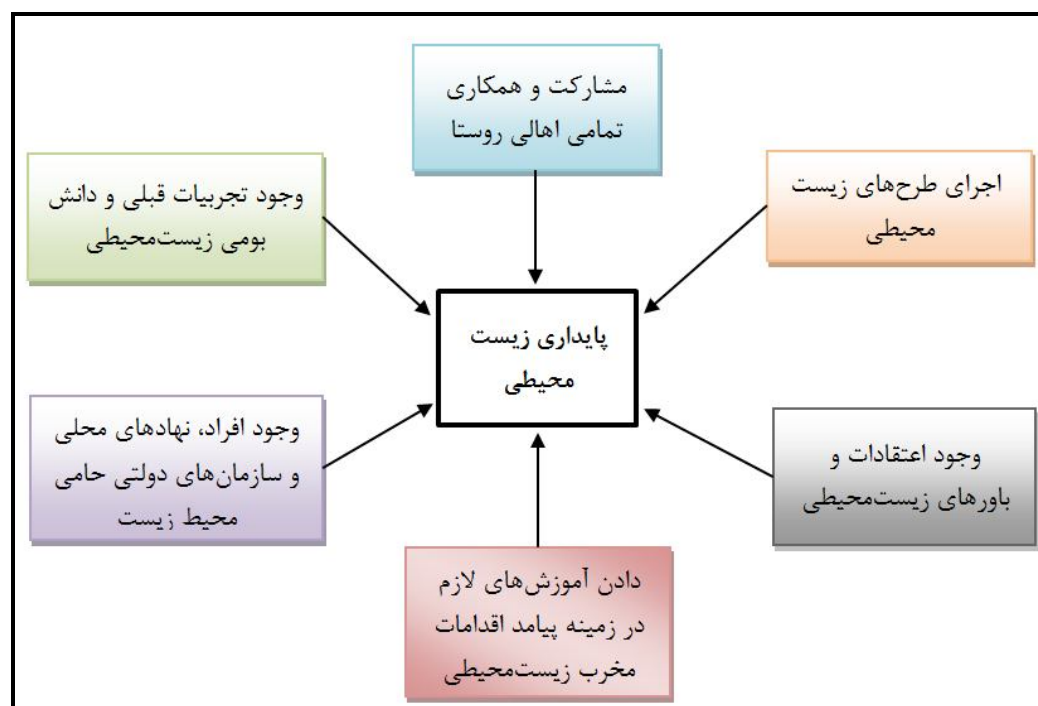 مشارکت و همکاری
تمامی اهالی روستا
اجرای طرح‌های زیست
محیطی
وجود تجربیات قبلی و دانش
بومی زیست‌محیطی
پایداری زیست
محیطی
وجود اعتقادات و
باورهای زیست‌محیطی
وجود افراد، نهادهای محلی
و سازمان‌های دولتی حامی
محیط زیست
دادن آموزش‌های لازم
در زمینه پیامد اقدامات
مخرب زیست‌محیطی